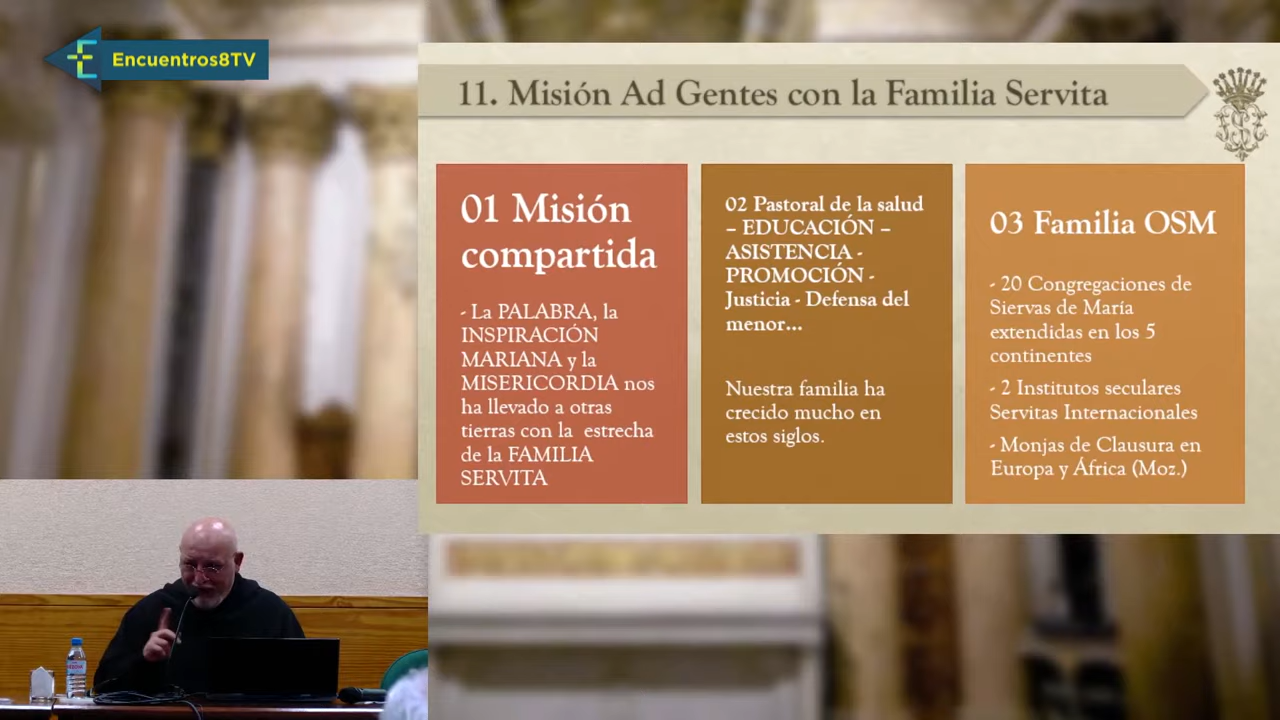 Encuentros8TV
11. Misión Ad Gentes con la Familia Servita
01 Misión
compartida
- La PALABRA, la
INSPIRACIÓN
MARIANA y la
MISERICORDIA nos
ha llevado a otras
tierras con la estrecha
de la FAMILIA
SERVITA
02 Pastoral de la salud
– EDUCACIÓN –
ASISTENCIA -
PROMOCIÓN -
Justicia - Defensa del
menor...
Nuestra familia ha
crecido mucho en
estos siglos.
03 Familia OSM
- 20 Congregaciones de
Siervas de María
extendidas en los 5
continentes
- 2 Institutos seculares
Servitas Internacionales
- Monjas de Clausura en
Europa y África (Moz.)